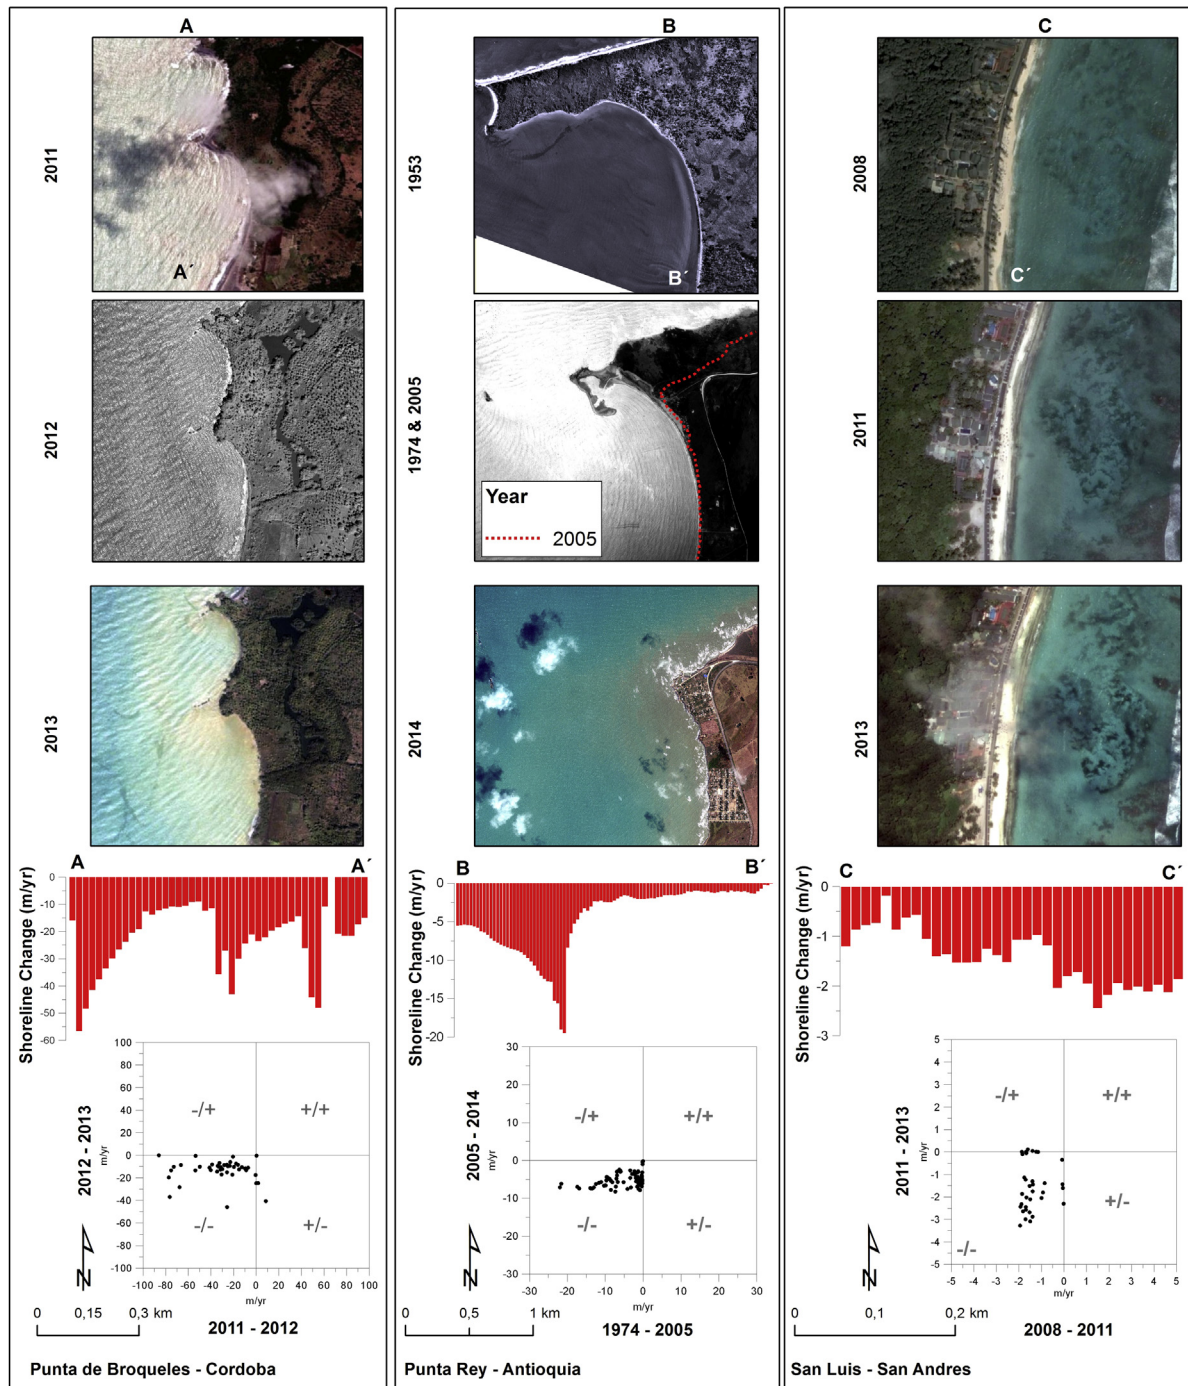 A
2011
A´
2012
2013
A
A´
Shoreline Change (m/yr)
0
-10
-20
-30
-40
-50
-60
2012 - 2013
m/yr
100
80
60
40
20
0
-20
-40
-60
-80
-100
-/+
+/+
-/-
+/-
-100 -80 -60 -40 -20 0 20 40 60 80 100
m/yr
N
0 0,15 0,3 km
2011 - 2012
Punta de Broqueles - Cordoba
B
1953
B´
1974 & 2005
Year
2005
2014
B
B´
0
-5
-10
-15
-20
2005 - 2014
m/yr
30
20
10
0
-10
-20
-30
-/+
+/+
-/-
+/-
-30 -20 -10 0 10 20 30
m/yr
N
0 0,5 1 km
1974 - 2005
Punta Rey - Antioquia
C
2008
C´
2011
2013
C
C´
Shoreline Change (m/yr)
0
-1
-2
-3
2011 - 2013
m/yr
5
4
3
2
1
0
-1
-2
-3
-4
-5
-/+
+/+
-/-
+/-
-5 -4 -3 -2 -1 0 1 2 3 4 5
m/yr
N
0 0,1 0,2 km
2008 - 2011
San Luis - San Andres